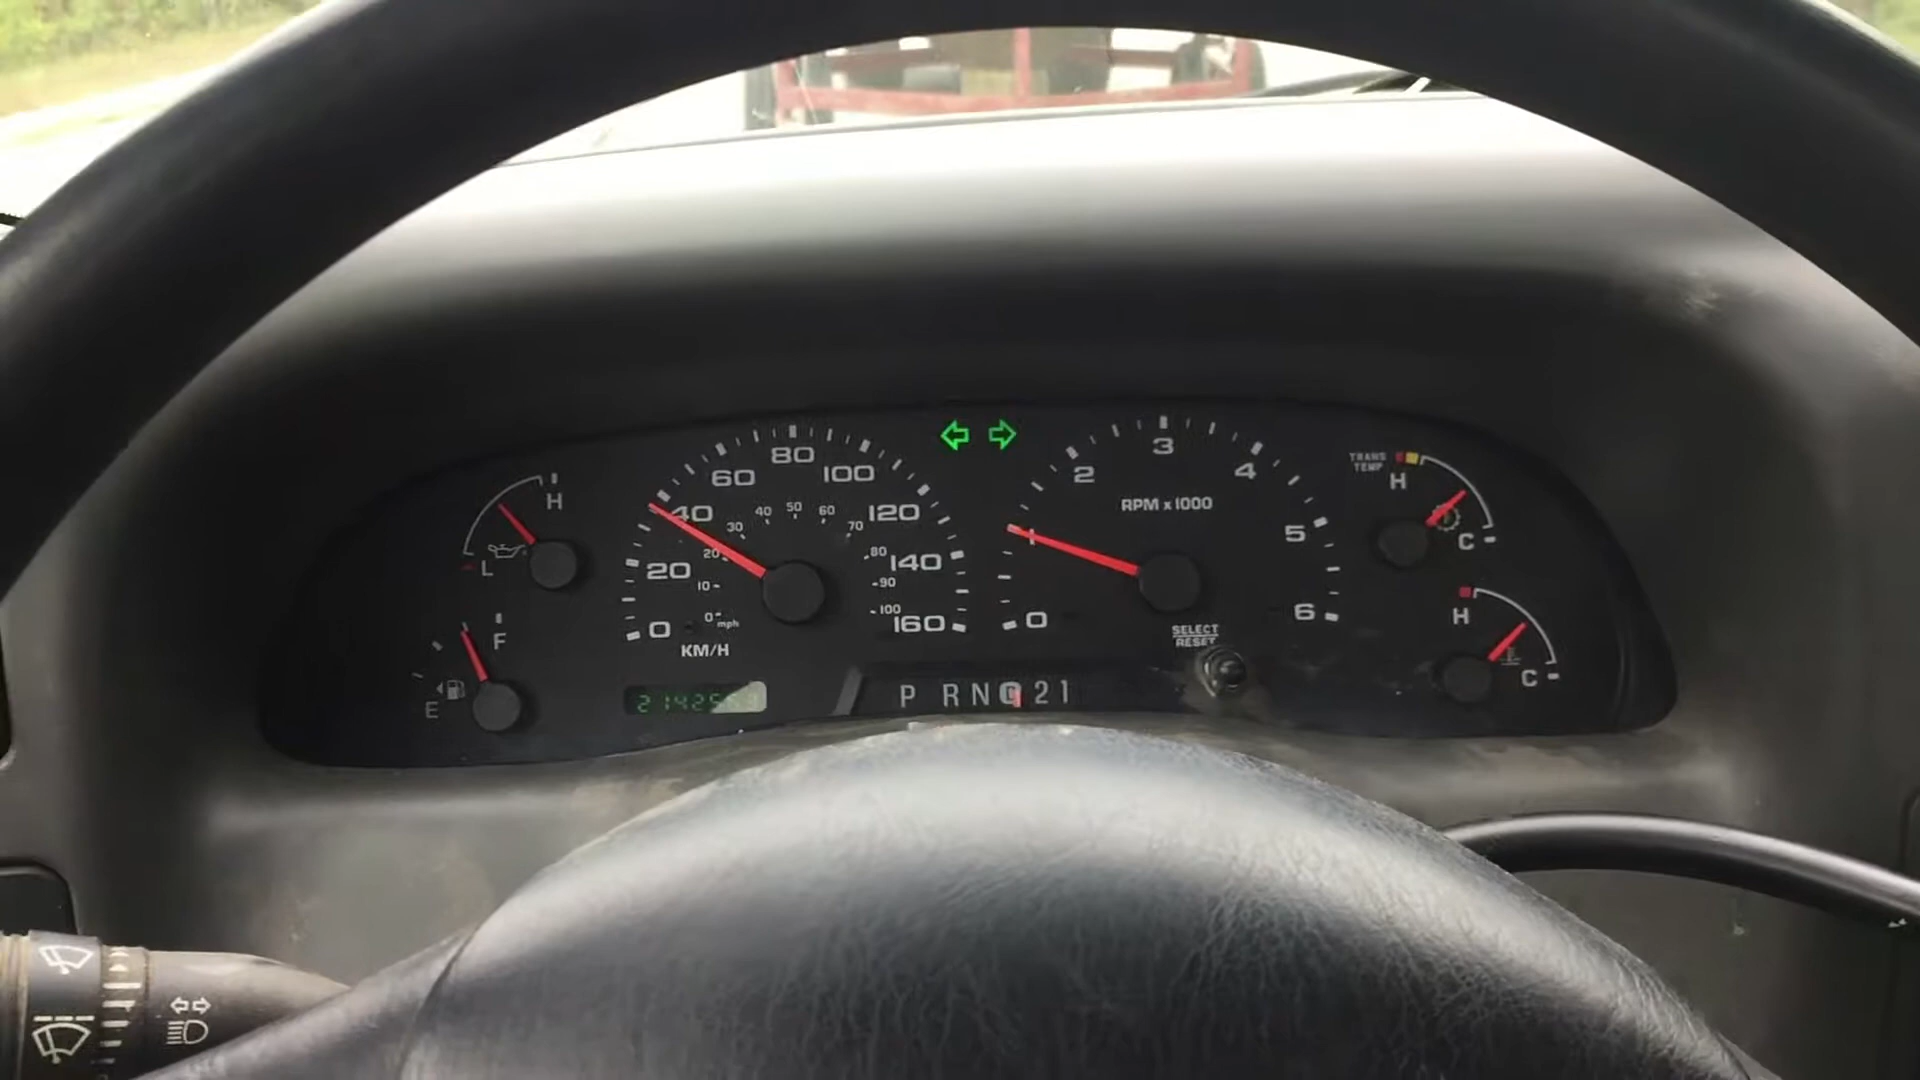 H
L
F
E
0 20 40 60 80 100 120 140 160
0 10 20 30 40 50 60 70 80 90 100
mph
KM/H
0 1 2 3 4 5 6
RPM x 1000
SELECT
RESET
P R N D 2 1
TRANS
TEMP
H
C
H
C